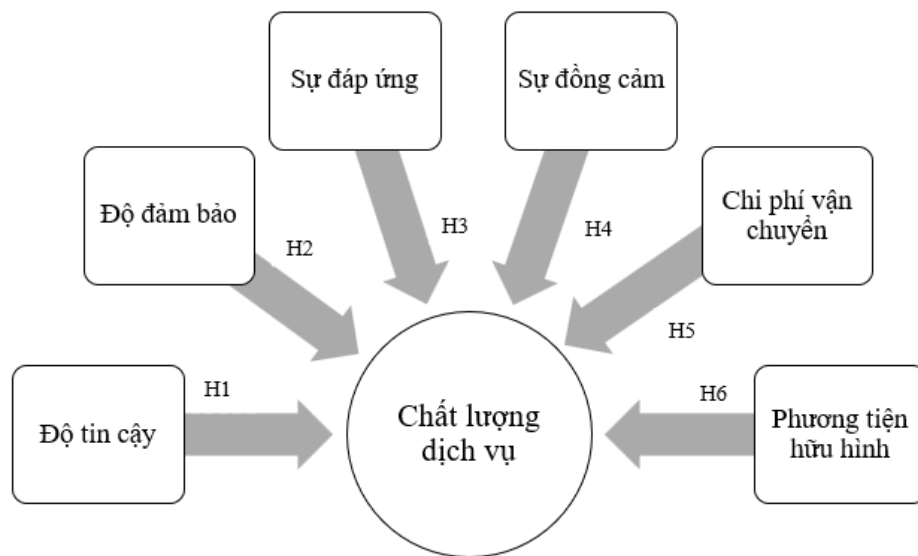 Sự đáp ứng
Sự đồng cảm
Độ đảm bảo
Chi phí vận
chuyển
H3
H4
H2
H5
H1
H6
Độ tin cậy
Chất lượng
dịch vụ
Phương tiện
hữu hình